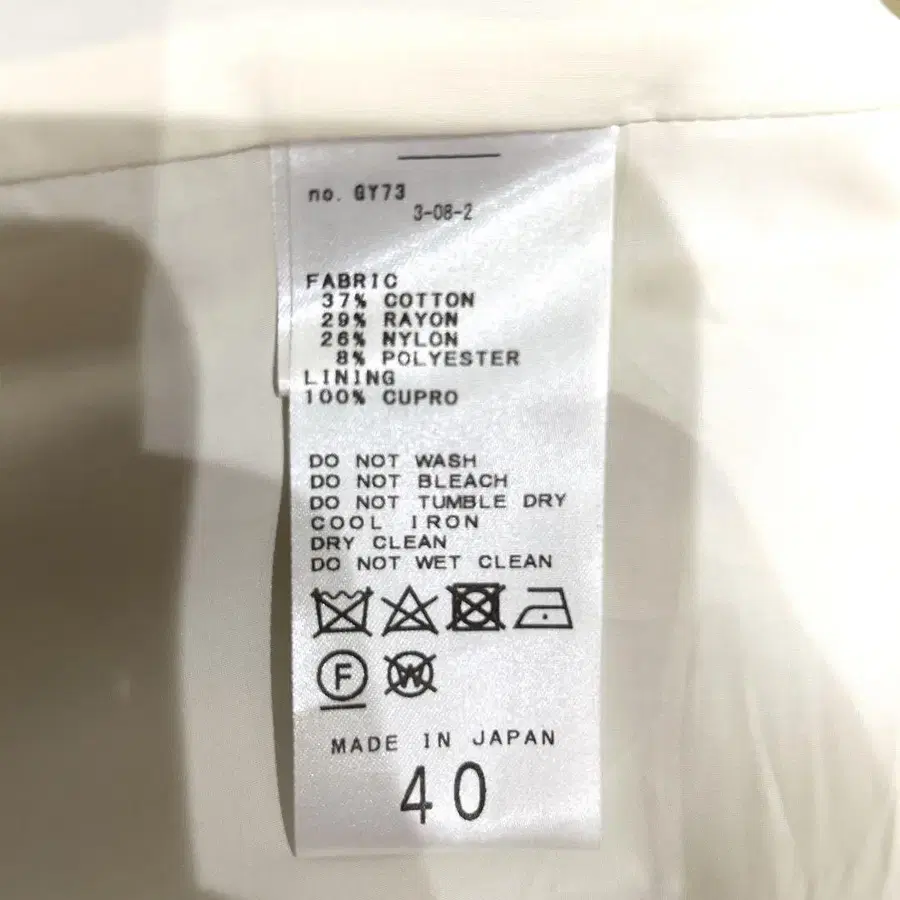 no. GY73
3-08-2
FABRIC
37% COTTON
29% RAYON
26% NYLON
8% POLYESTER
LINING
100% CUPRO
DO NOT WASH
DO NOT BLEACH
DO NOT TUMBLE DRY
COOL IRON
DRY CLEAN
DO NOT WET CLEAN
F W
MADE IN JAPAN
40